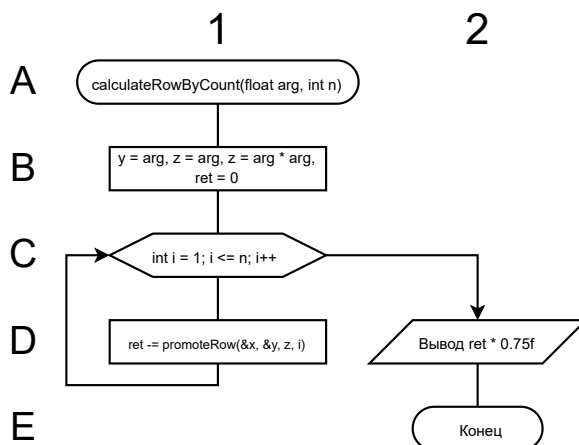 1
2
A
calculateRowByCount(float arg, int n)
B
y = arg, z = arg, z = arg * arg,
ret = 0
C
int i = 1; i <= n; i++
D
ret -= promoteRow(&x, &y, z, i)
Вывод ret * 0.75f
E
Конец